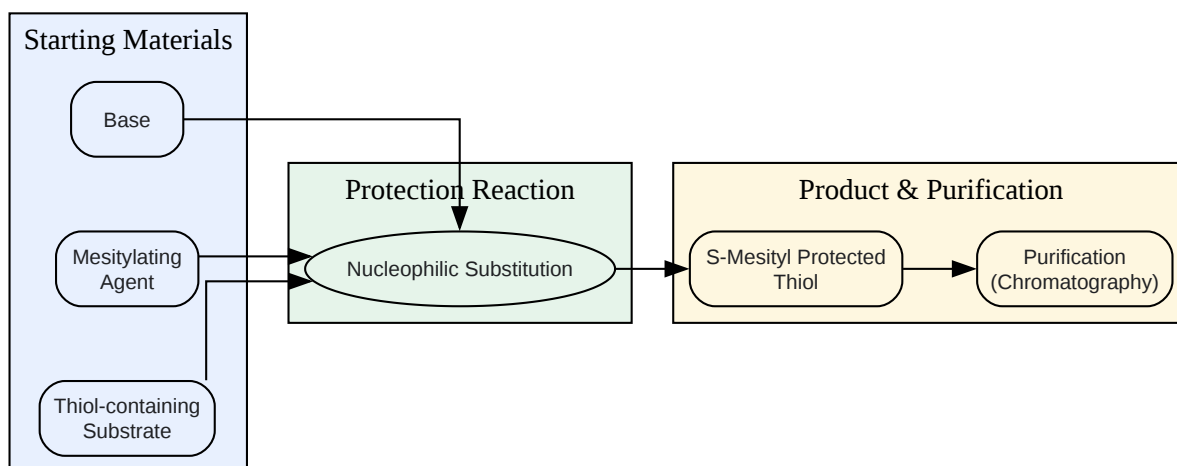 Starting Materials
Base
Mesitylating
Agent
Thiol-containing
Substrate
Protection Reaction
Nucleophilic Substitution
Product & Purification
S-Mesityl Protected
Thiol
Purification
(Chromatography)